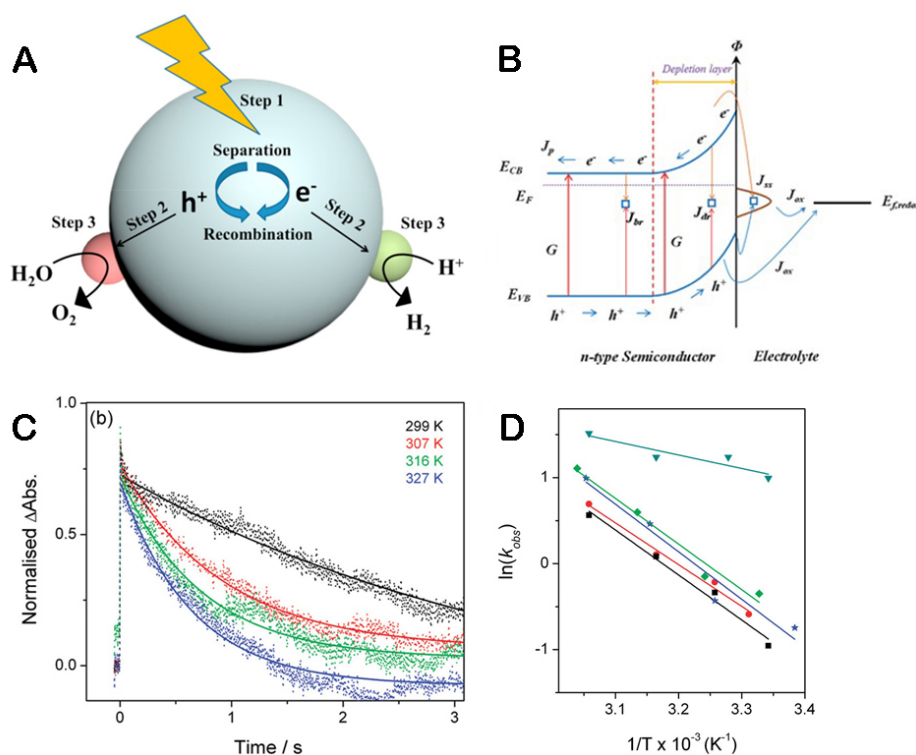 A
Step 1
Separation
h+ e-
Step 2 Step 2
Recombination
Step 3 Step 3
H2O H+
O2 H2
B
Φ
Depletion layer
e-
Jp e- e- e-
ECB
EF
Jss
Jox
Ef,redo
Jbr Jdr
G G
Jox
EVB
h+
h+ h+ h+
n-type Semiconductor Electrolyte
C
(b)
1.0
0.5
0.0
Normalised ΔAbs.
299 K
307 K
316 K
327 K
0 1 2 3
Time / s
D
1
0
-1
ln(kobs)
3.1 3.2 3.3 3.4
1/T x 10-3 (K-1)